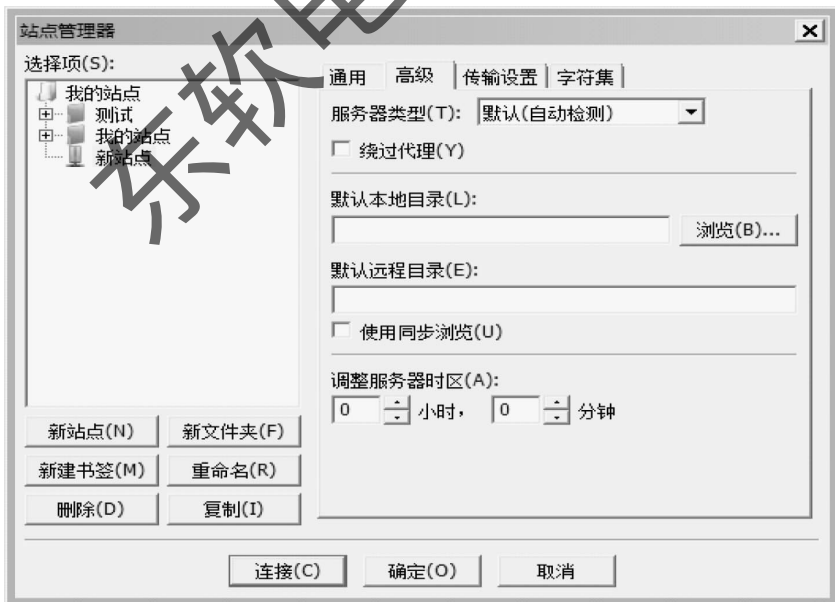 站点管理器
选择项(S):
我的站点
测试
我的站点
新站点
新站点(N)
新文件夹(F)
新建书签(M)
重命名(R)
删除(D)
复制(I)
通用
高级
传输设置
字符集
服务器类型(T):
默认(自动检测)
绕过代理(Y)
默认本地目录(L):
浏览(B)...
默认远程目录(E):
使用同步浏览(U)
调整服务器时区(A):
0 小时， 0 分钟
连接(C)
确定(O)
取消
东软电